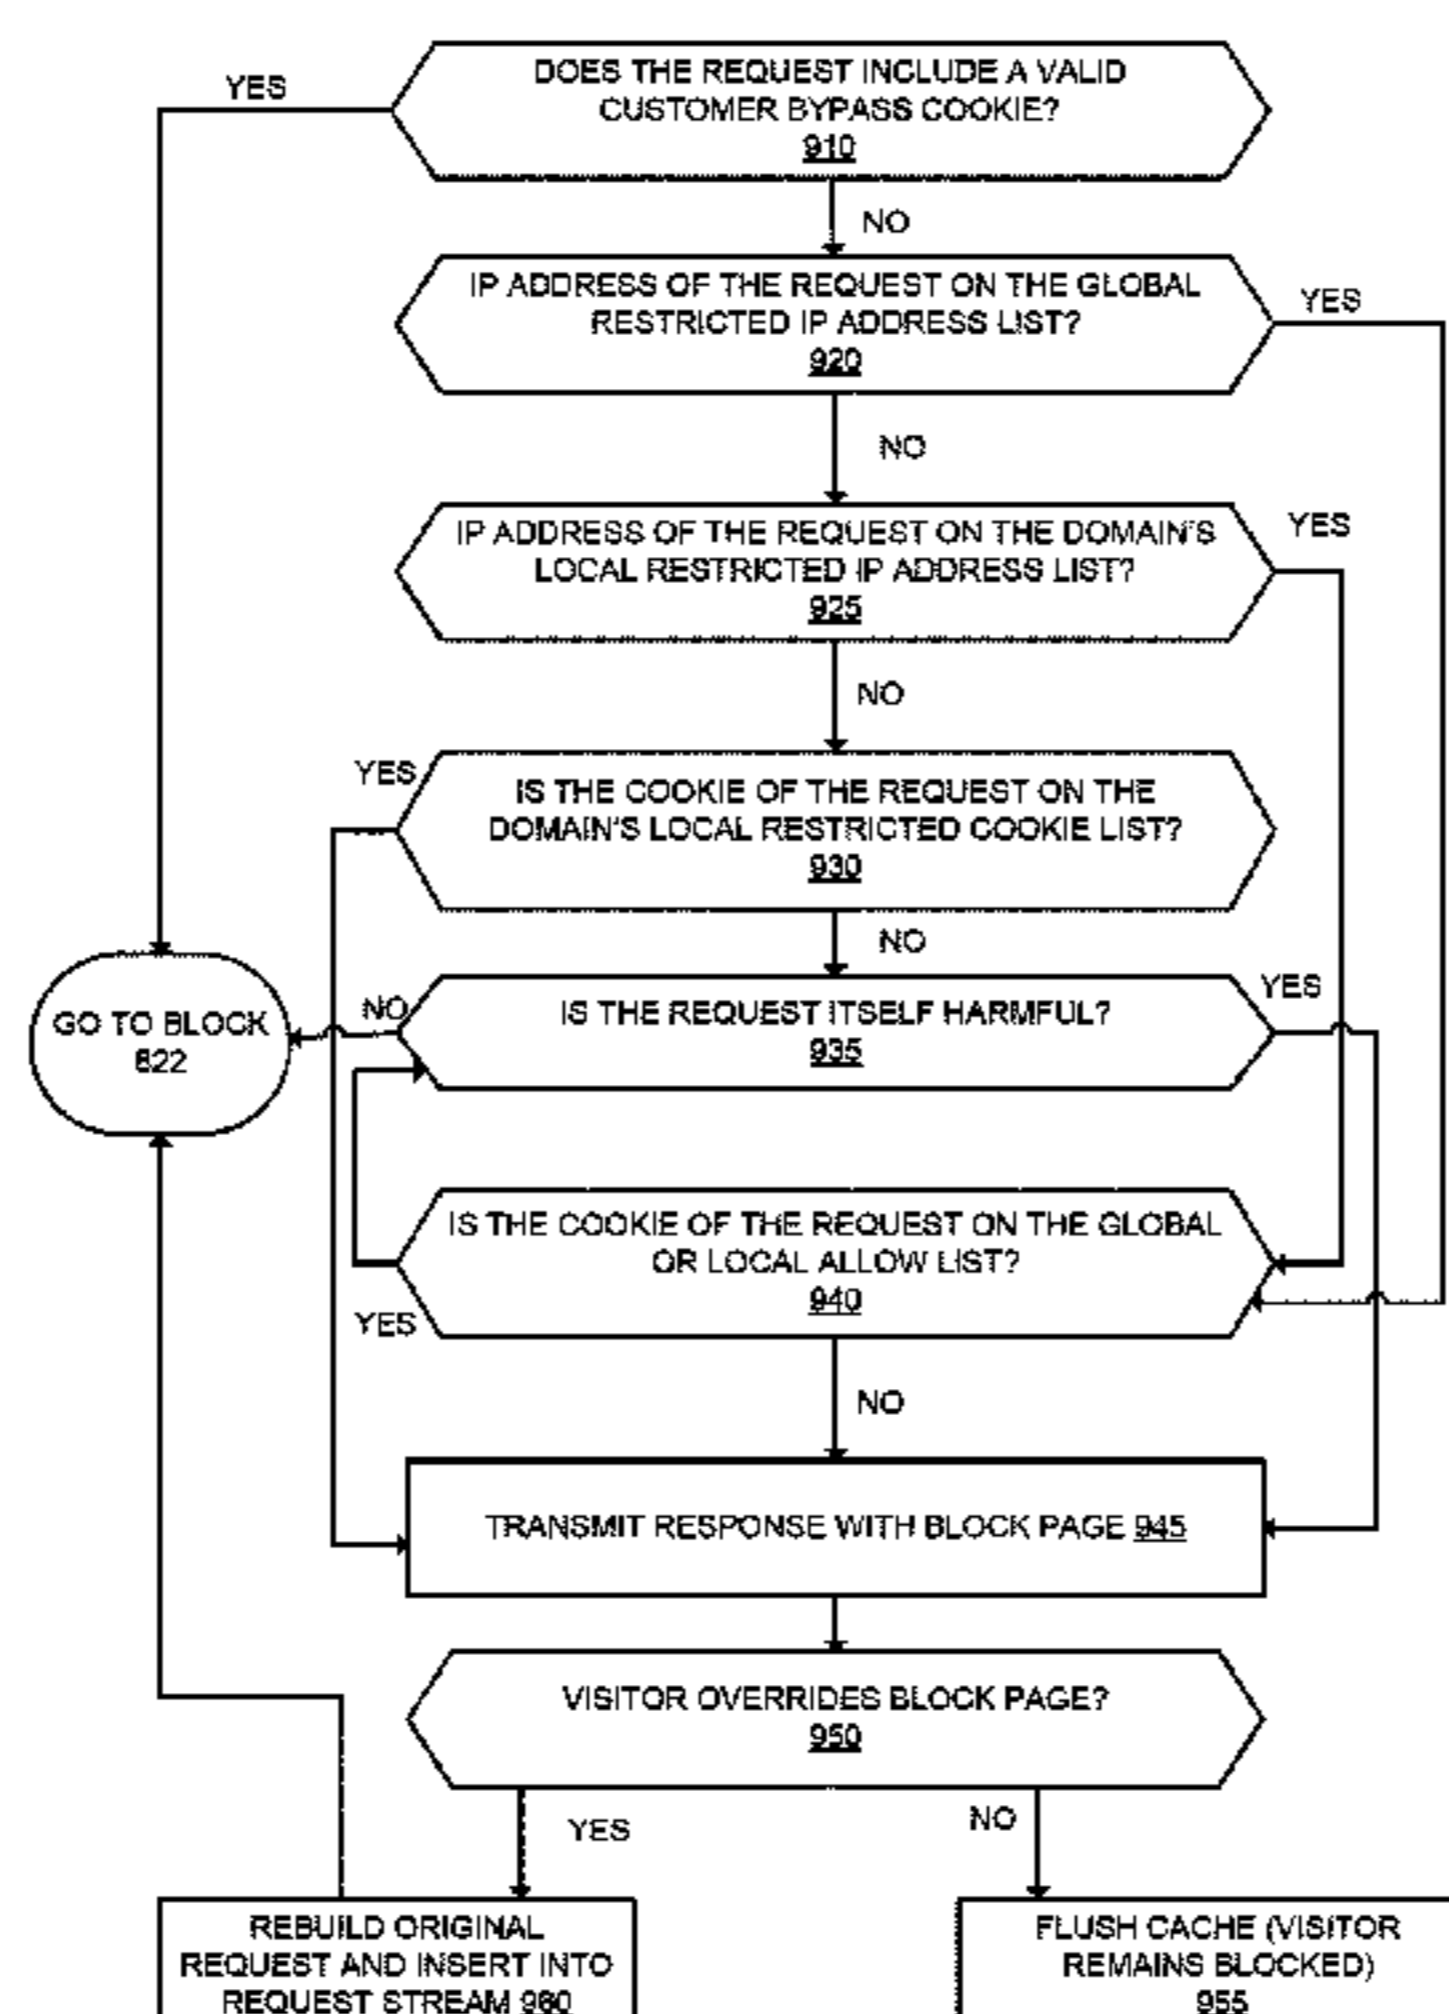 DOES THE REQUEST INCLUDE A VALID
CUSTOMER BYPASS COOKIE?
910
YES
NO
IP ADDRESS OF THE REQUEST ON THE GLOBAL
RESTRICTED IP ADDRESS LIST?
920
YES
NO
IP ADDRESS OF THE REQUEST ON THE DOMAIN'S
LOCAL RESTRICTED IP ADDRESS LIST?
925
YES
NO
YES
IS THE COOKIE OF THE REQUEST ON THE
DOMAIN'S LOCAL RESTRICTED COOKIE LIST?
930
NO
GO TO BLOCK
822
NO
IS THE REQUEST ITSELF HARMFUL?
935
YES
IS THE COOKIE OF THE REQUEST ON THE GLOBAL
OR LOCAL ALLOW LIST?
940
YES
NO
TRANSMIT RESPONSE WITH BLOCK PAGE 945
VISITOR OVERRIDES BLOCK PAGE?
950
YES
NO
REBUILD ORIGINAL
REQUEST AND INSERT INTO
REQUEST STREAM 960
FLUSH CACHE (VISITOR
REMAINS BLOCKED)
955